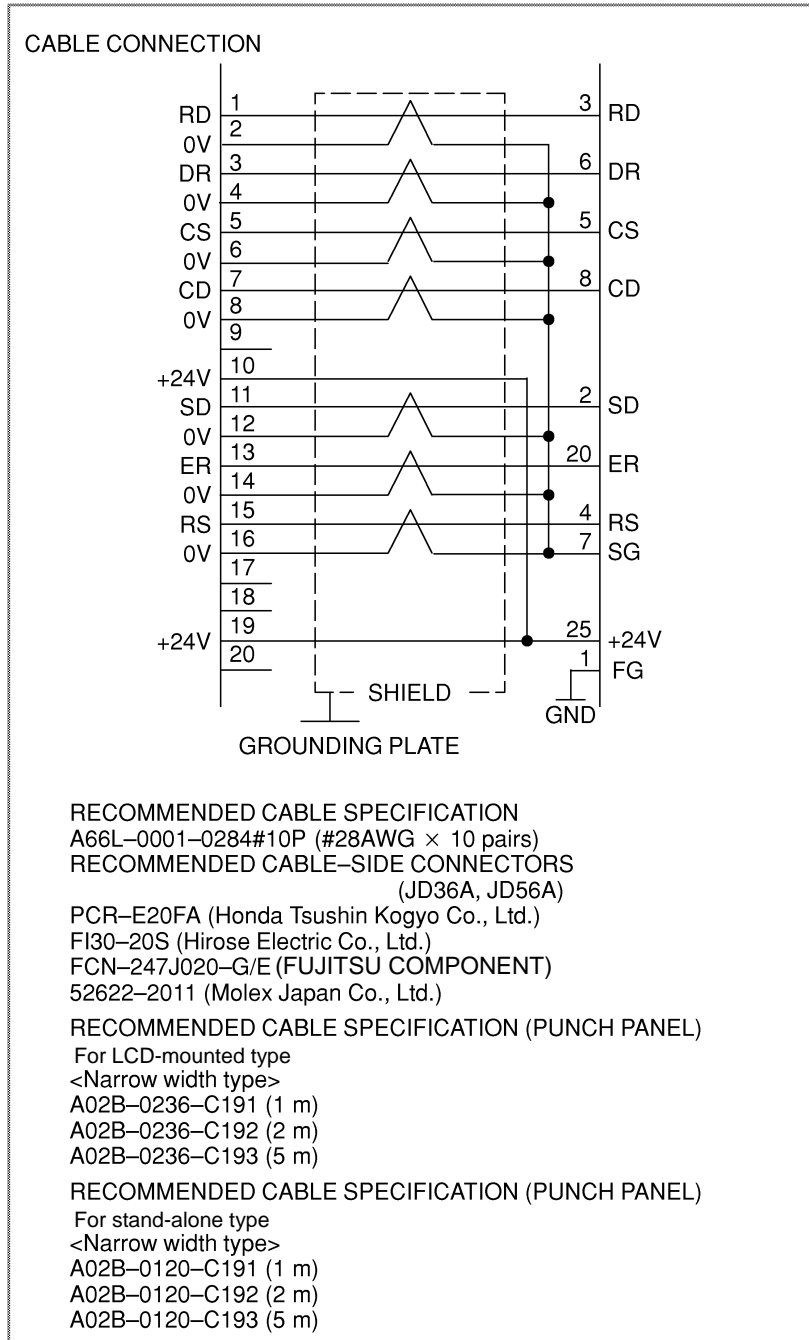 CABLE CONNECTION
RD 1 3 RD
0V 2
DR 3 6 DR
0V 4
CS 5 5 CS
0V 6
CD 7 8 CD
0V 8
9
+24V 10
SD 11 2 SD
0V 12
ER 13 20 ER
0V 14
RS 15 4 RS
0V 16 7 SG
17
18
+24V 19 25 +24V
20 1 FG
SHIELD
GND
GROUNDING PLATE
RECOMMENDED CABLE SPECIFICATION
A66L–0001–0284#10P (#28AWG × 10 pairs)
RECOMMENDED CABLE–SIDE CONNECTORS
(JD36A, JD56A)
PCR–E20FA (Honda Tsushin Kogyo Co., Ltd.)
FI30–20S (Hirose Electric Co., Ltd.)
FCN–247J020–G/E (FUJITSU COMPONENT)
52622–2011 (Molex Japan Co., Ltd.)
RECOMMENDED CABLE SPECIFICATION (PUNCH PANEL)
For LCD-mounted type
<Narrow width type>
A02B–0236–C191 (1 m)
A02B–0236–C192 (2 m)
A02B–0236–C193 (5 m)
RECOMMENDED CABLE SPECIFICATION (PUNCH PANEL)
For stand-alone type
<Narrow width type>
A02B–0120–C191 (1 m)
A02B–0120–C192 (2 m)
A02B–0120–C193 (5 m)